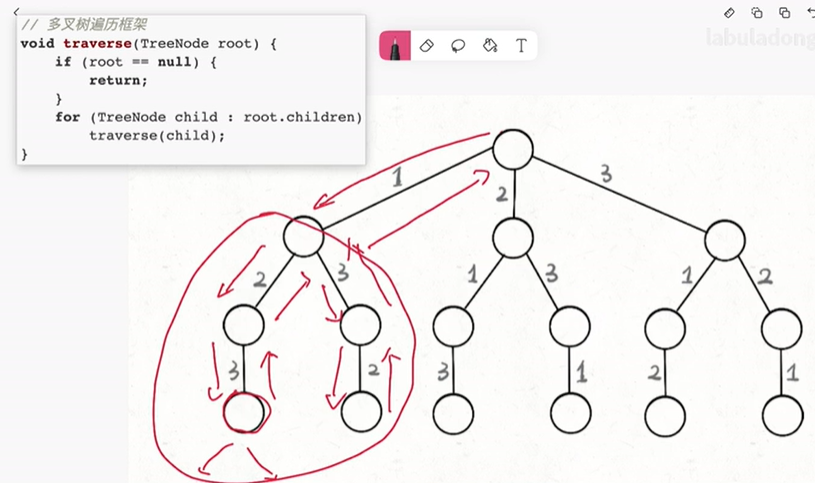 // 多叉树遍历框架
void traverse(TreeNode root) {
    if (root == null) {
        return;
    }
    for (TreeNode child : root.children)
        traverse(child);
}
T
labuladong
1
2
3
2
3
1
3
1
2
3
2
3
1
2
1